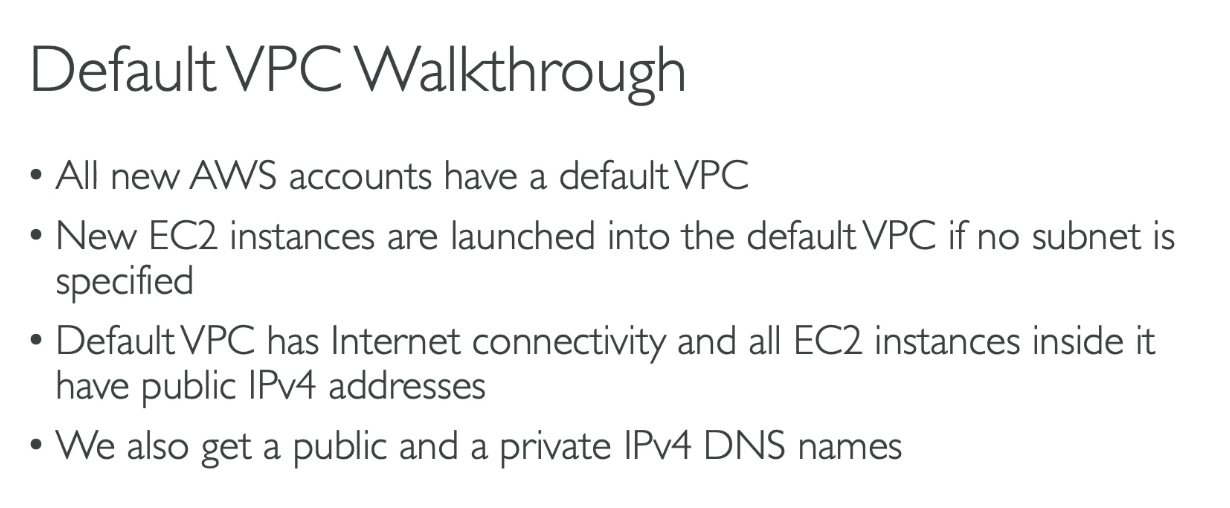 Default VPC Walkthrough
• All new AWS accounts have a default VPC
• New EC2 instances are launched into the default VPC if no subnet is
specified
• Default VPC has Internet connectivity and all EC2 instances inside it
have public IPv4 addresses
• We also get a public and a private IPv4 DNS names